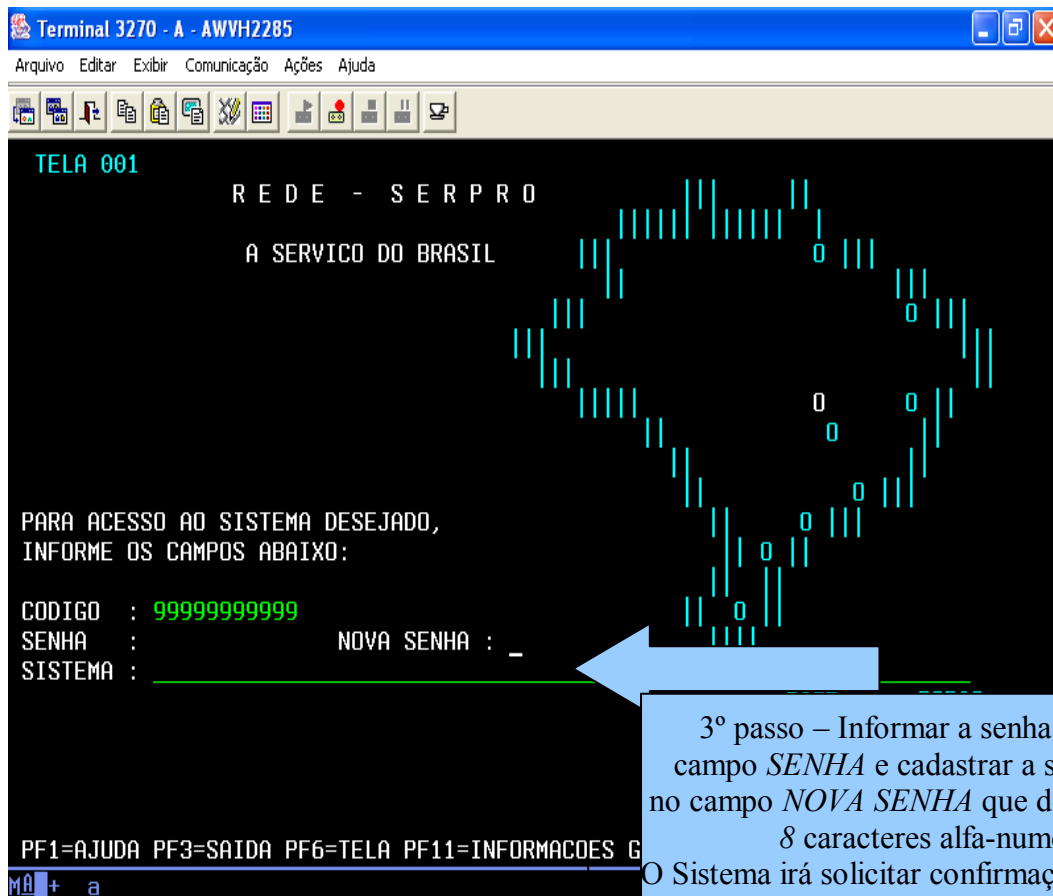 Terminal 3270 - A - AWVH2285
Arquivo Editar Exibir Comunicação Ações Ajuda
TELA 001
R E D E - S E R P R O
A SERVICO DO BRASIL
PARA ACESSO AO SISTEMA DESEJADO,
INFORME OS CAMPOS ABAIXO:
CODIGO : 99999999999
SENHA : NOVA SENHA : _
SISTEMA :
3º passo – Informar a senha
campo SENHA e cadastrar a s
no campo NOVA SENHA que d
8 caracteres alfa-num
O Sistema irá solicitar confirmaç
PF1=AJUDA PF3=SAIDA PF6=TELA PF11=INFORMACOES G
MA + a